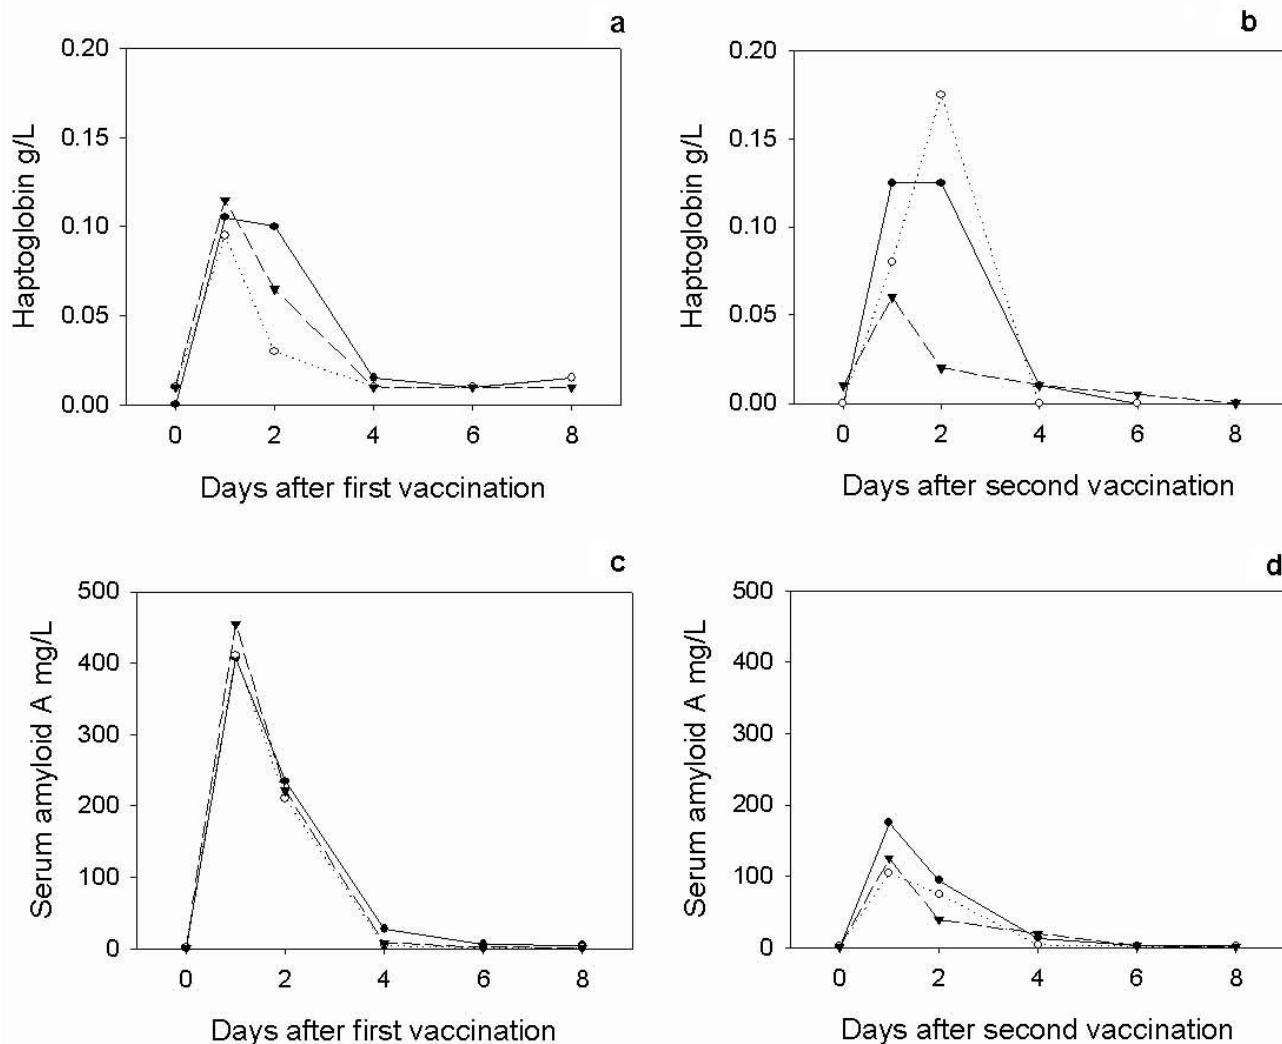 a
0.20
0.15
0.10
0.05
0.00
Haptoglobin g/L
0 2 4 6 8
Days after first vaccination
b
0.20
0.15
0.10
0.05
0.00
Haptoglobin g/L
0 2 4 6 8
Days after second vaccination
c
500
400
300
200
100
0
Serum amyloid A mg/L
0 2 4 6 8
Days after first vaccination
d
500
400
300
200
100
0
Serum amyloid A mg/L
0 2 4 6 8
Days after second vaccination